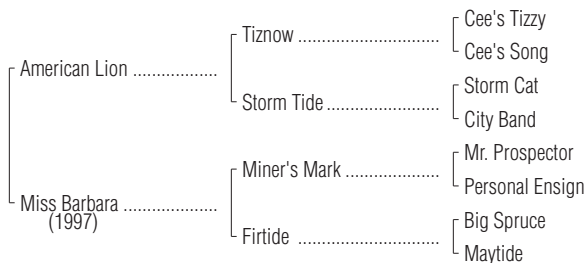 Cee's Tizzy
Tiznow ..........................................
Cee's Song
American Lion .........................
Storm Cat
Storm Tide .................................
City Band
Mr. Prospector
Miner's Mark .............................
Personal Ensign
Miss Barbara ...........................
(1997)
Big Spruce
Firtide ..........................................
Maytide